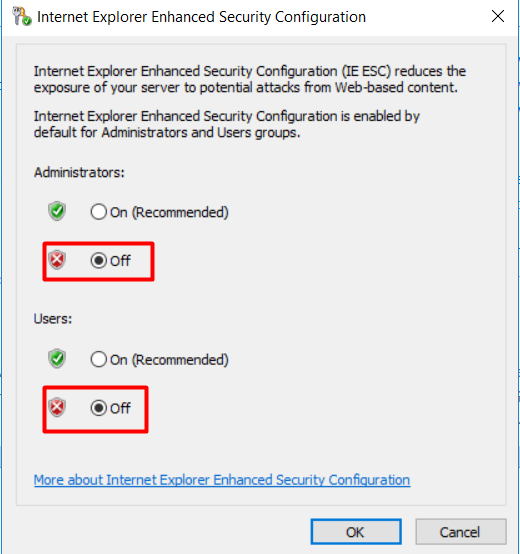 Internet Explorer Enhanced Security Configuration
Internet Explorer Enhanced Security Configuration (IE ESC) reduces the
exposure of your server to potential attacks from Web-based content.
Internet Explorer Enhanced Security Configuration is enabled by
default for Administrators and Users groups.
Administrators:
On (Recommended)
Off
Users:
On (Recommended)
Off
More about Internet Explorer Enhanced Security Configuration
OK Cancel